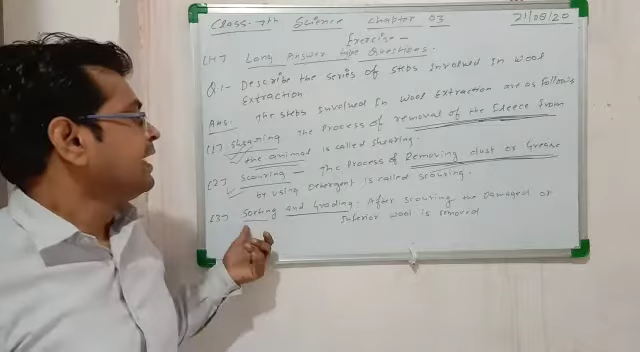 Class-7th Science Chapter 03 21/08/20
Exercise-
(H) Long Answer type Questions.
Q.1- Describe the series of steps involved in wool
Extraction
Ans. The steps involved in wool Extraction are as follows
(1) Shearing The process of removal of the fleece from
the animal is called shearing.
(2) Scouring - The process of Removing dust or Grease
by using Detergent is called scouring.
(3) Sorting and Grading. After scouring the Damaged or
Inferior wool is removed